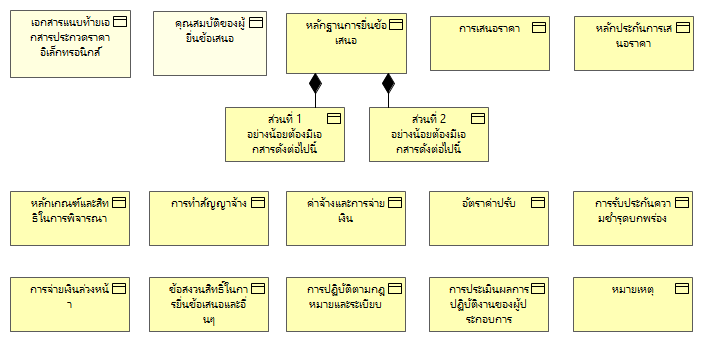 เอกสารแนบท้ายเอ
กสารประกวดราคา
อิเล็กทรอนิกส์
คุณสมบัติของผู้
ยื่นข้อเสนอ
หลักฐานการยื่นข้อ
เสนอ
การเสนอราคา
หลักประกันการเส
นอราคา
ส่วนที่ 1
อย่างน้อยต้องมีเอ
กสารดังต่อไปนี้
ส่วนที่ 2
อย่างน้อยต้องมีเอ
กสารดังต่อไปนี้
หลักเกณฑ์และสิท
ธิในการพิจารณา
การทำสัญญาจ้าง
ค่าจ้างและการจ่าย
เงิน
อัตราค่าปรับ
การรับประกันควา
มชำรุดบกพร่อง
การจ่ายเงินล่วงหน้
า
ข้อสงวนสิทธิ์ในกา
รยื่นข้อเสนอและอื่
นๆ
การปฏิบัติตามกฎ
หมายและระเบียบ
การประเมินผลการ
ปฏิบัติงานของผู้ป
ระกอบการ
หมายเหตุ